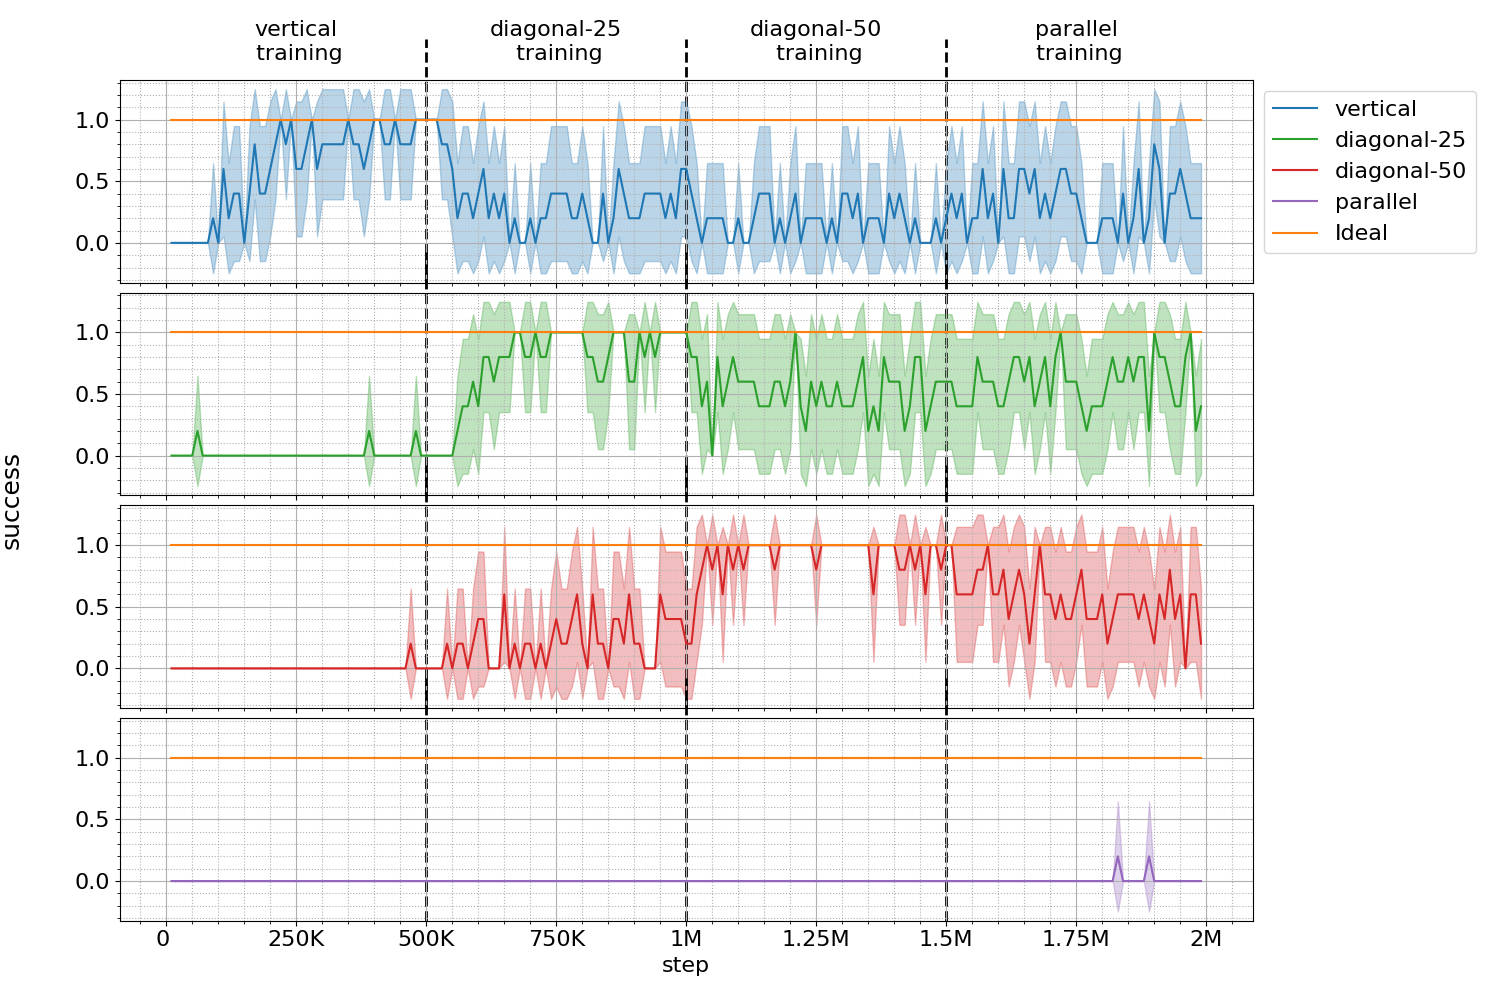 vertical training
diagonal-25 training
diagonal-50 training
parallel training
1.0
0.5
0.0
vertical
diagonal-25
diagonal-50
parallel
Ideal
1.0
0.5
0.0
success
1.0
0.5
0.0
1.0
0.5
0.0
0 250K 500K 750K 1M 1.25M 1.5M 1.75M 2M
step